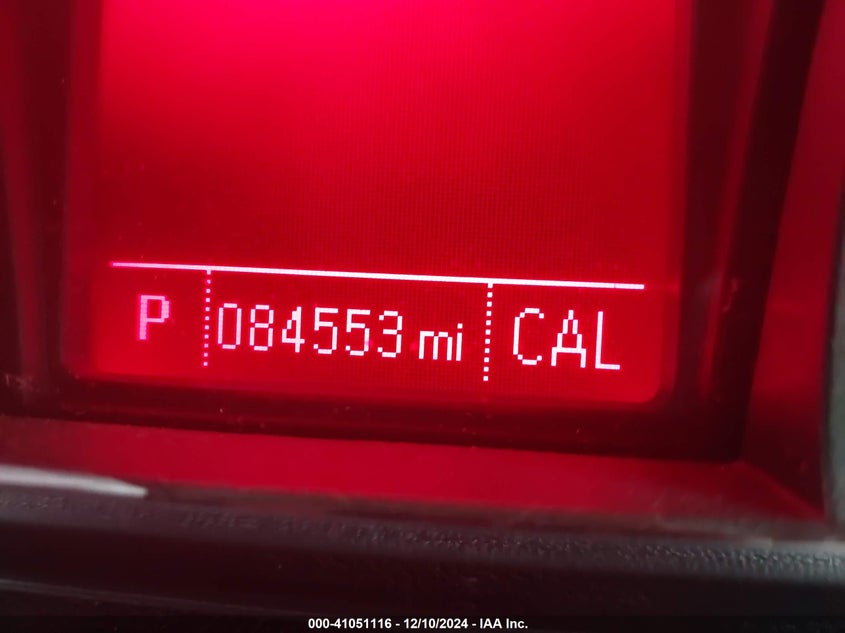 P 084553 mi CAL
000-41051116 - 12/10/2024 - IAA Inc.